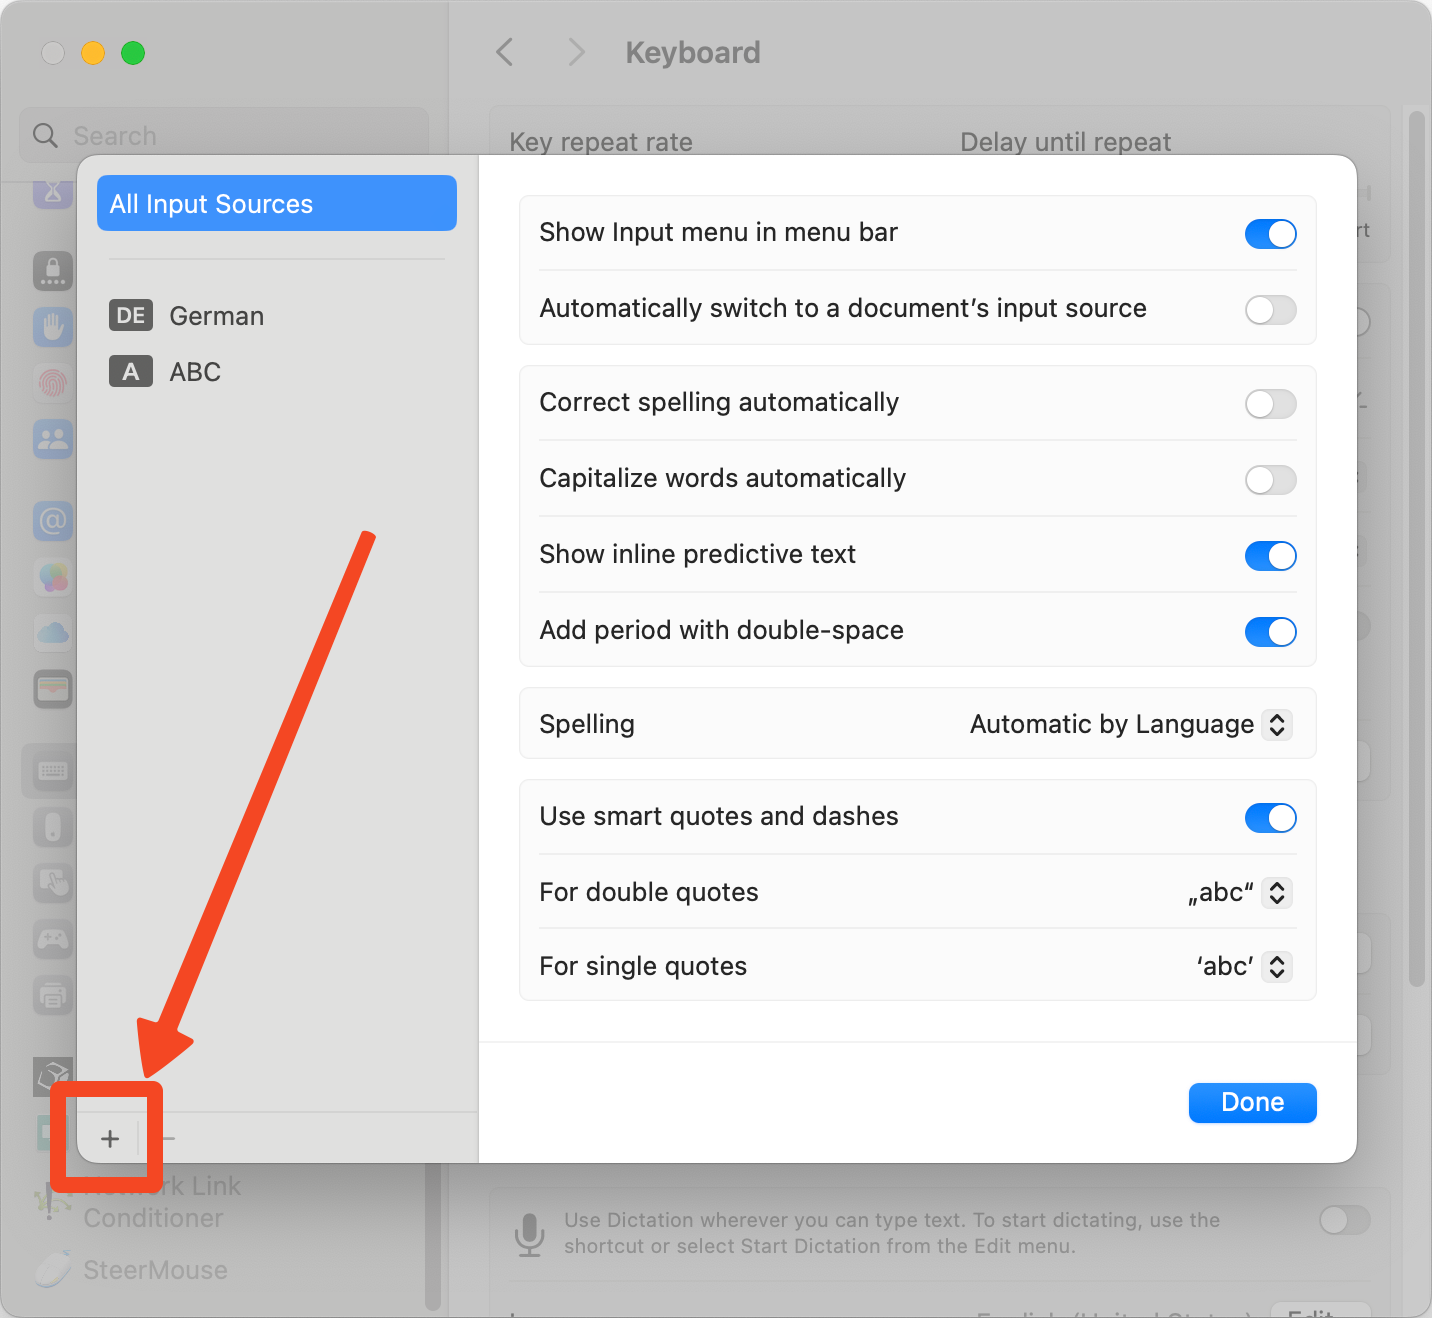 Keyboard
Search
Key repeat rate
Delay until repeat
All Input Sources
DE German
A ABC
Show Input menu in menu bar
Automatically switch to a document’s input source
Correct spelling automatically
Capitalize words automatically
Show inline predictive text
Add period with double-space
Spelling
Automatic by Language
Use smart quotes and dashes
For double quotes
„abc“
For single quotes
‘abc’
Done
+
Link
Conditioner
SteerMouse
Use Dictation wherever you can type text. To start dictating, use the
shortcut or select Start Dictation from the Edit menu.